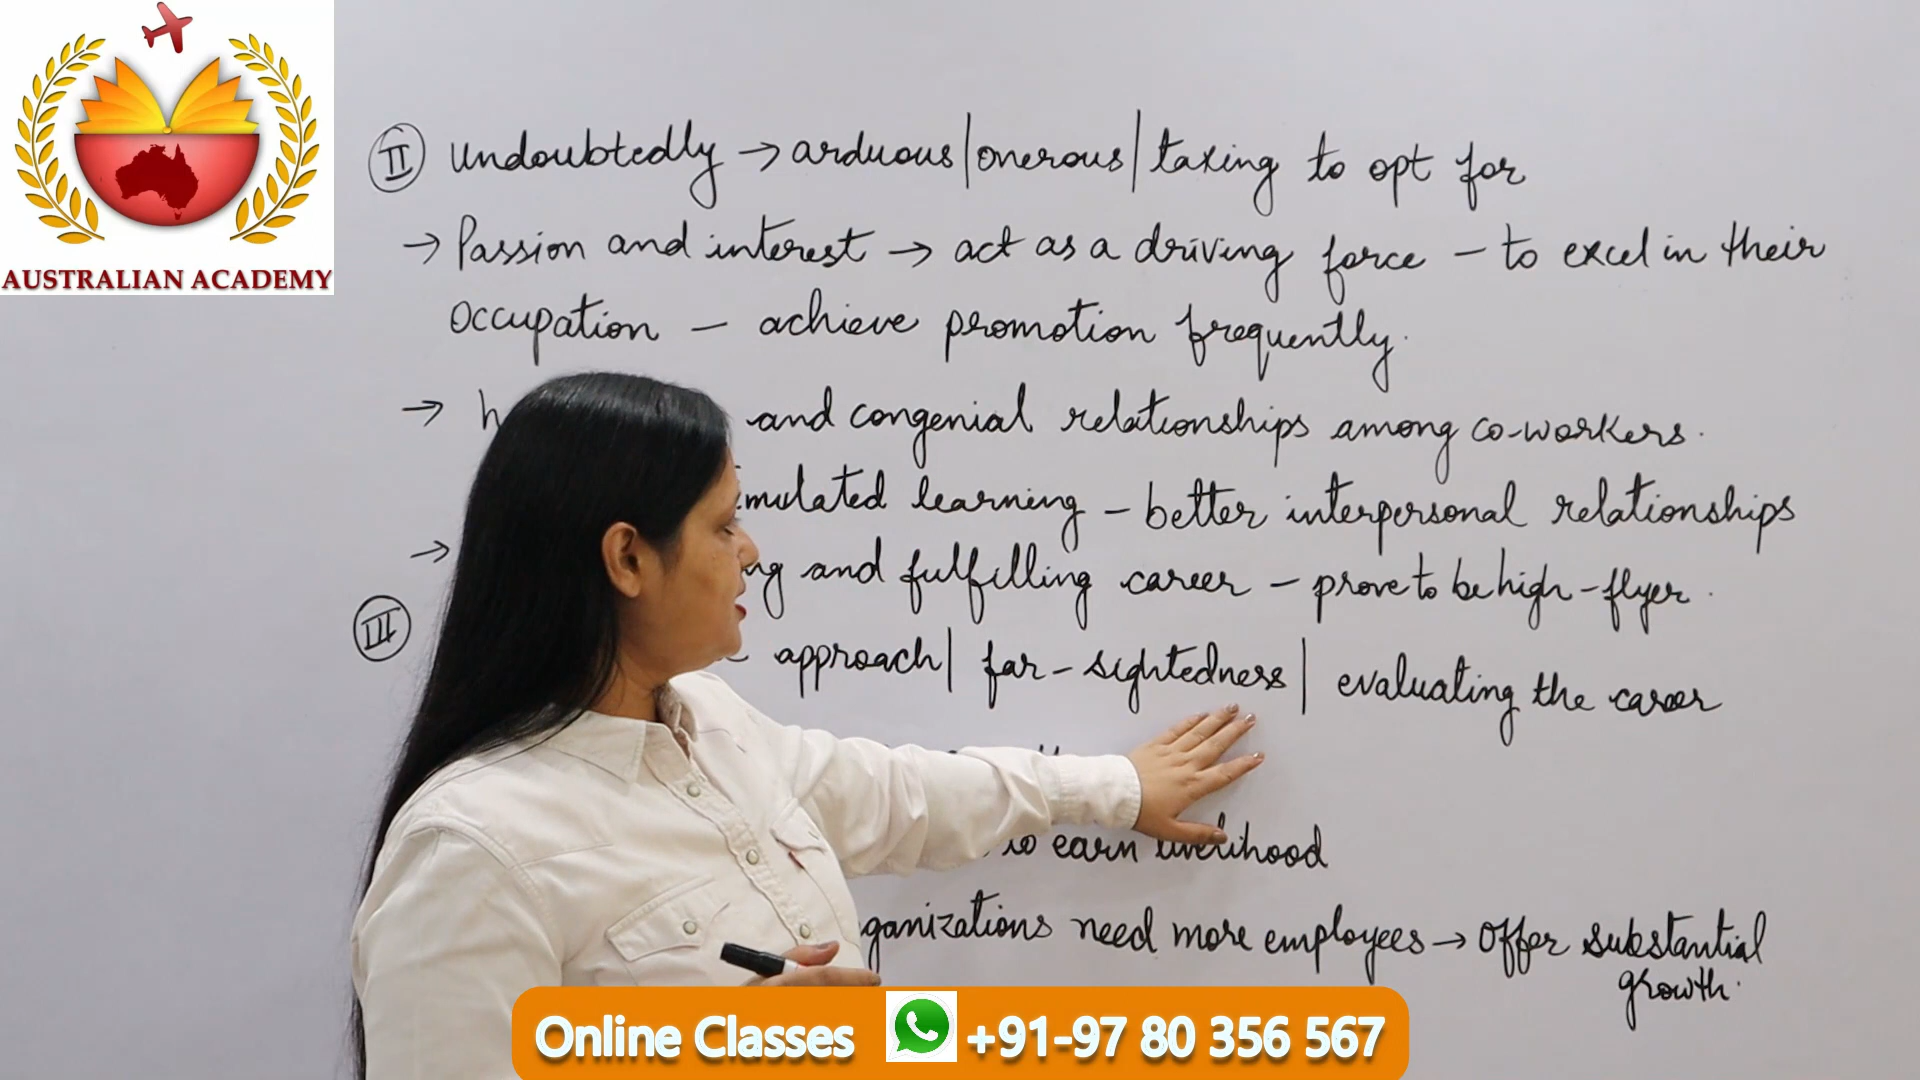 AUSTRALIAN ACADEMY
II undoubtedly → arduous | onerous | taxing to opt for
→ Passion and interest → act as a driving force – to excel in their
occupation – achieve promotion frequently.
→ and congenial relationships among co-workers.
learning – better interpersonal relationships
→ and fulfilling career – prove to be high-flyer.
III approach | far-sightedness | evaluating the career
to earn livelihood
need more employees → offer substantial
growth.
Online Classes +91-97 80 356 567